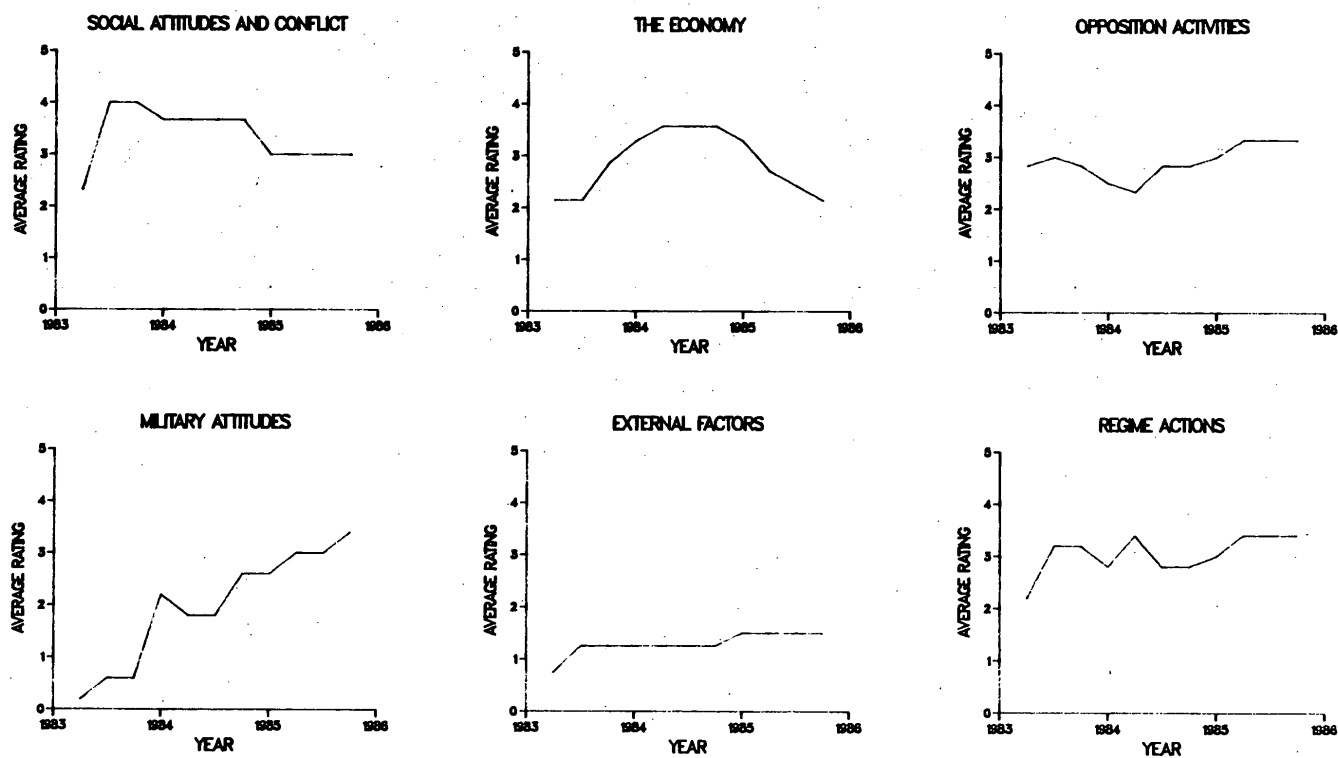 SOCIAL ATTITUDES AND CONFLICT
5
4
3
2
1
0
AVERAGE RATING
1983 1984 1985 1986
YEAR
THE ECONOMY
5
4
3
2
1
0
AVERAGE RATING
1983 1984 1985 1986
YEAR
OPPOSITION ACTIVITIES
5
4
3
2
1
0
AVERAGE RATING
1983 1984 1985 1986
YEAR
MILITARY ATTITUDES
5
4
3
2
1
0
AVERAGE RATING
1983 1984 1985 1986
YEAR
EXTERNAL FACTORS
5
4
3
2
1
0
AVERAGE RATING
1983 1984 1985 1986
YEAR
REGIME ACTIONS
5
4
3
2
1
0
AVERAGE RATING
1983 1984 1985 1986
YEAR